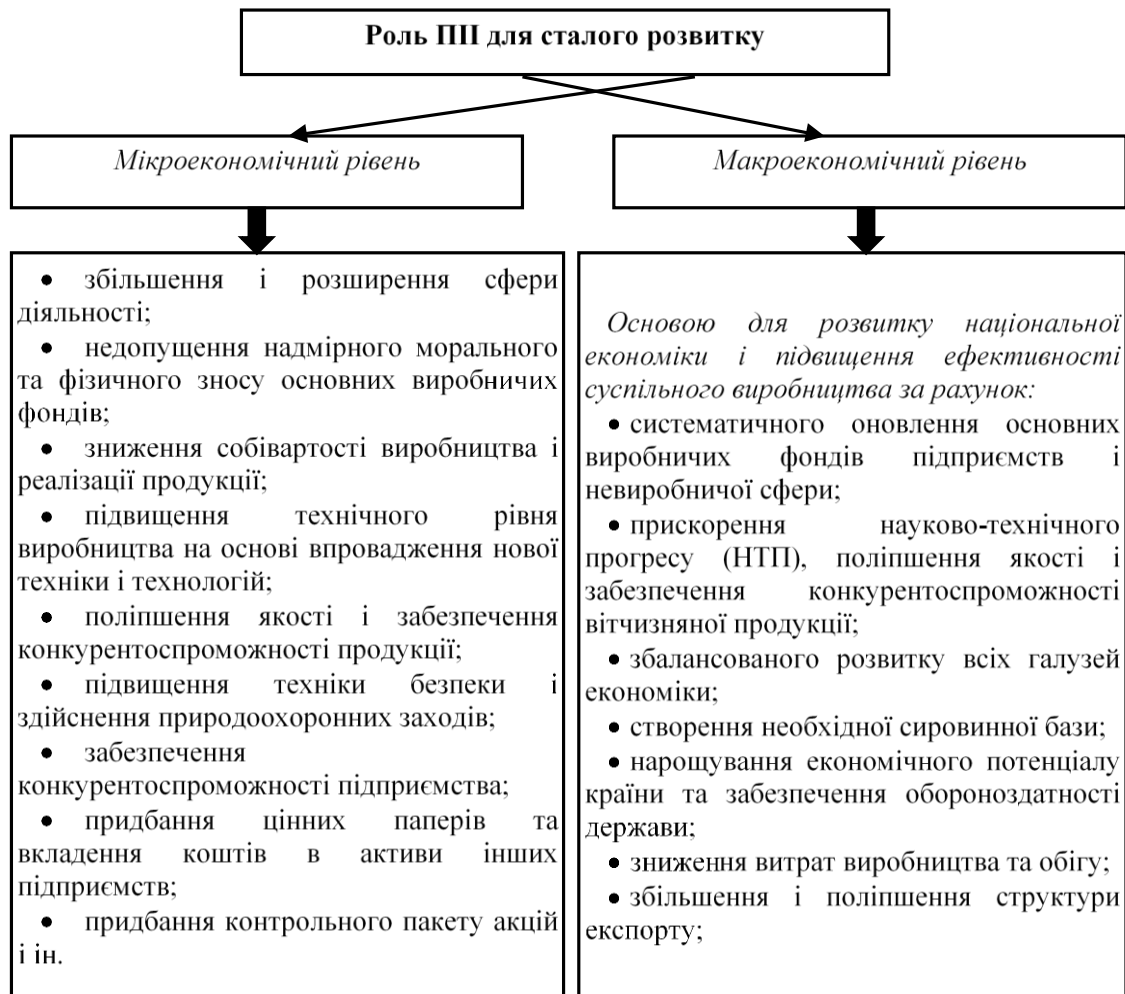 Роль ПІІ для сталого розвитку
Мікроекономічний рівень
Макроекономічний рівень
• збільшення і розширення сфери
діяльності;
• недопущення надмірного морального
та фізичного зносу основних виробничих
фондів;
• зниження собівартості виробництва і
реалізації продукції;
• підвищення технічного рівня
виробництва на основі впровадження нової
техніки і технологій;
• поліпшення якості і забезпечення
конкурентоспроможності продукції;
• підвищення техніки безпеки і
здійснення природоохоронних заходів;
• забезпечення
конкурентоспроможності підприємства;
• придбання цінних паперів та
вкладення коштів в активи інших
підприємств;
• придбання контрольного пакету акцій
і ін.
Основою для розвитку національної
економіки і підвищення ефективності
суспільного виробництва за рахунок:
• систематичного оновлення основних
виробничих фондів підприємств і
невиробничої сфери;
• прискорення науково-технічного
прогресу (НТП), поліпшення якості і
забезпечення конкурентоспроможності
вітчизняної продукції;
• збалансованого розвитку всіх галузей
економіки;
• створення необхідної сировинної бази;
• нарощування економічного потенціалу
країни та забезпечення обороноздатності
держави;
• зниження витрат виробництва та обігу;
• збільшення і поліпшення структури
експорту;